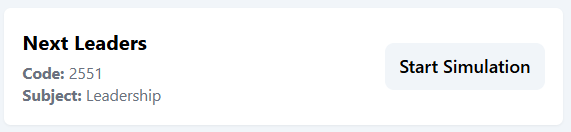 Next Leaders
Code: 2551
Subject: Leadership
Start Simulation